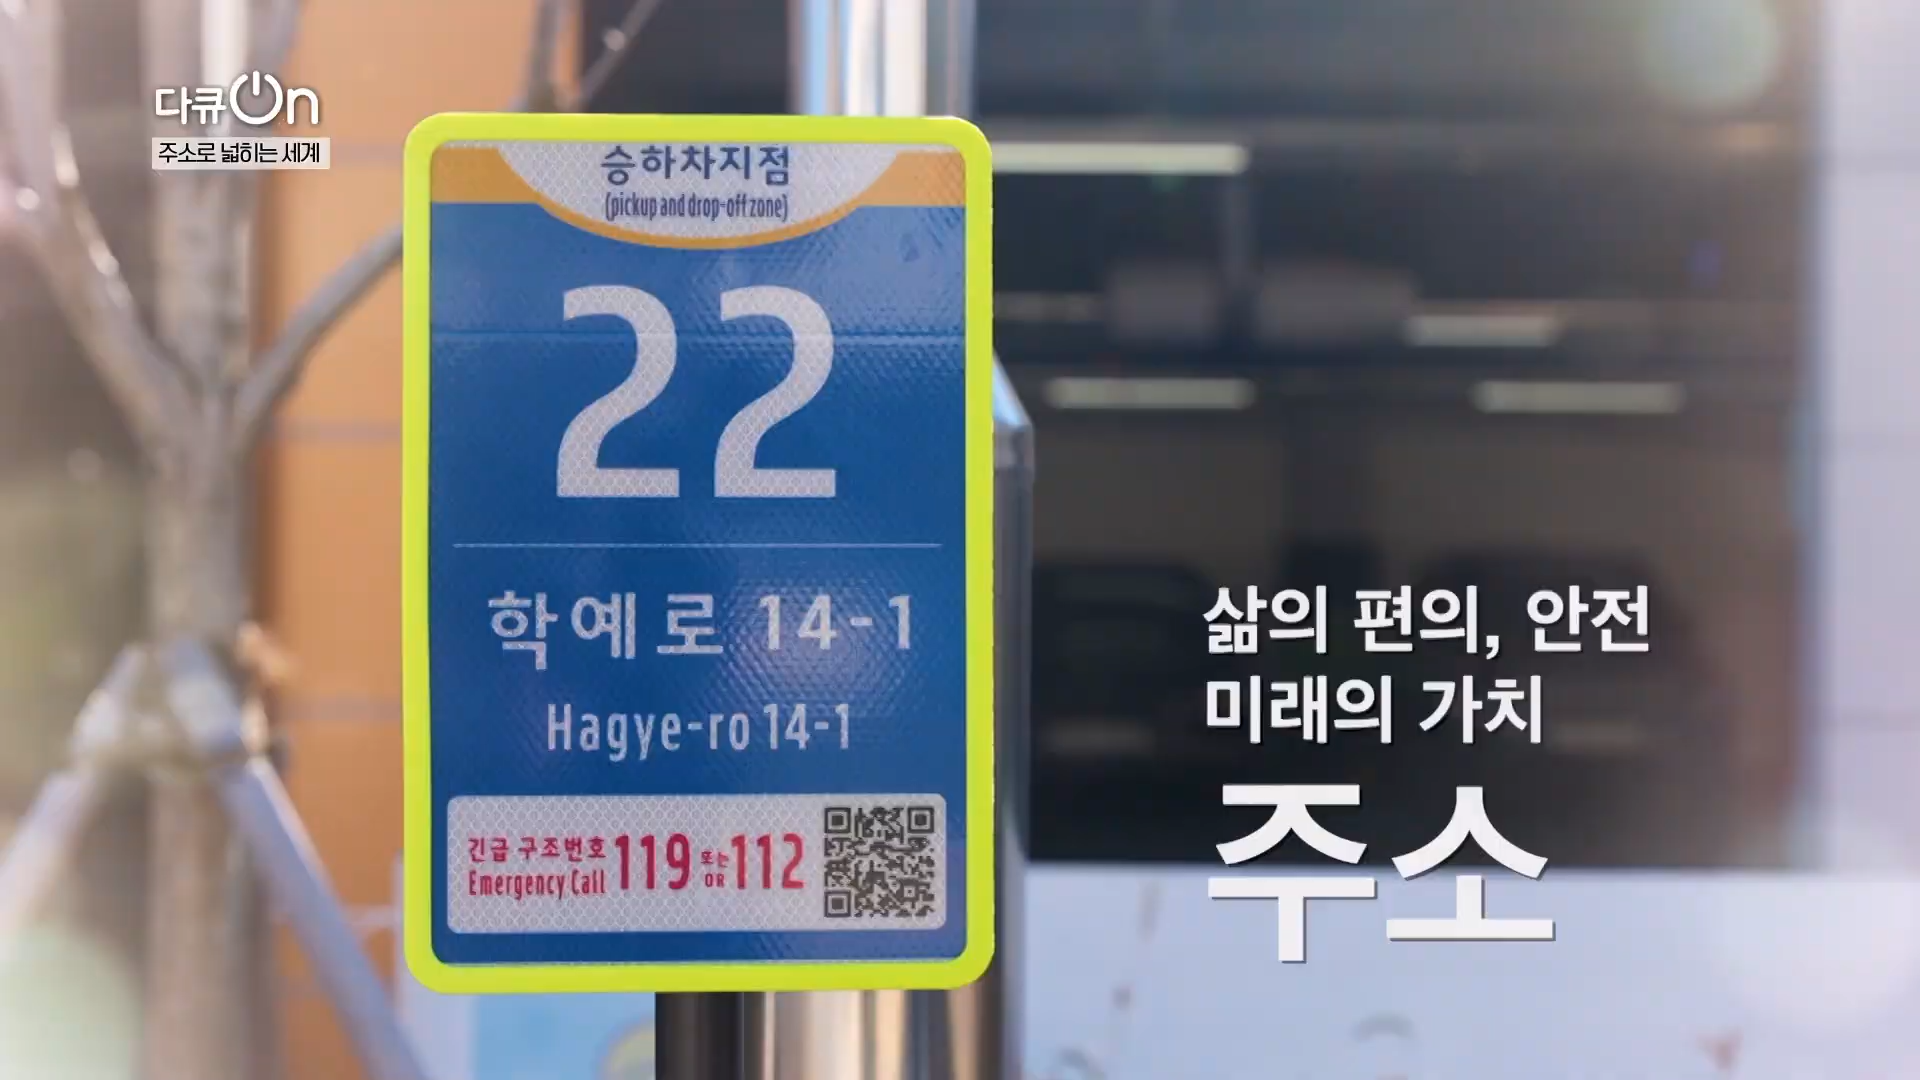 다큐On
주소로 넓히는 세계
승하차지점
(pickup and drop-off zone)
22
학예로 14-1
Hagye-ro 14-1
긴급 구조번호 119 또는 112
Emergency Call OR
삶의 편의, 안전
미래의 가치
주소